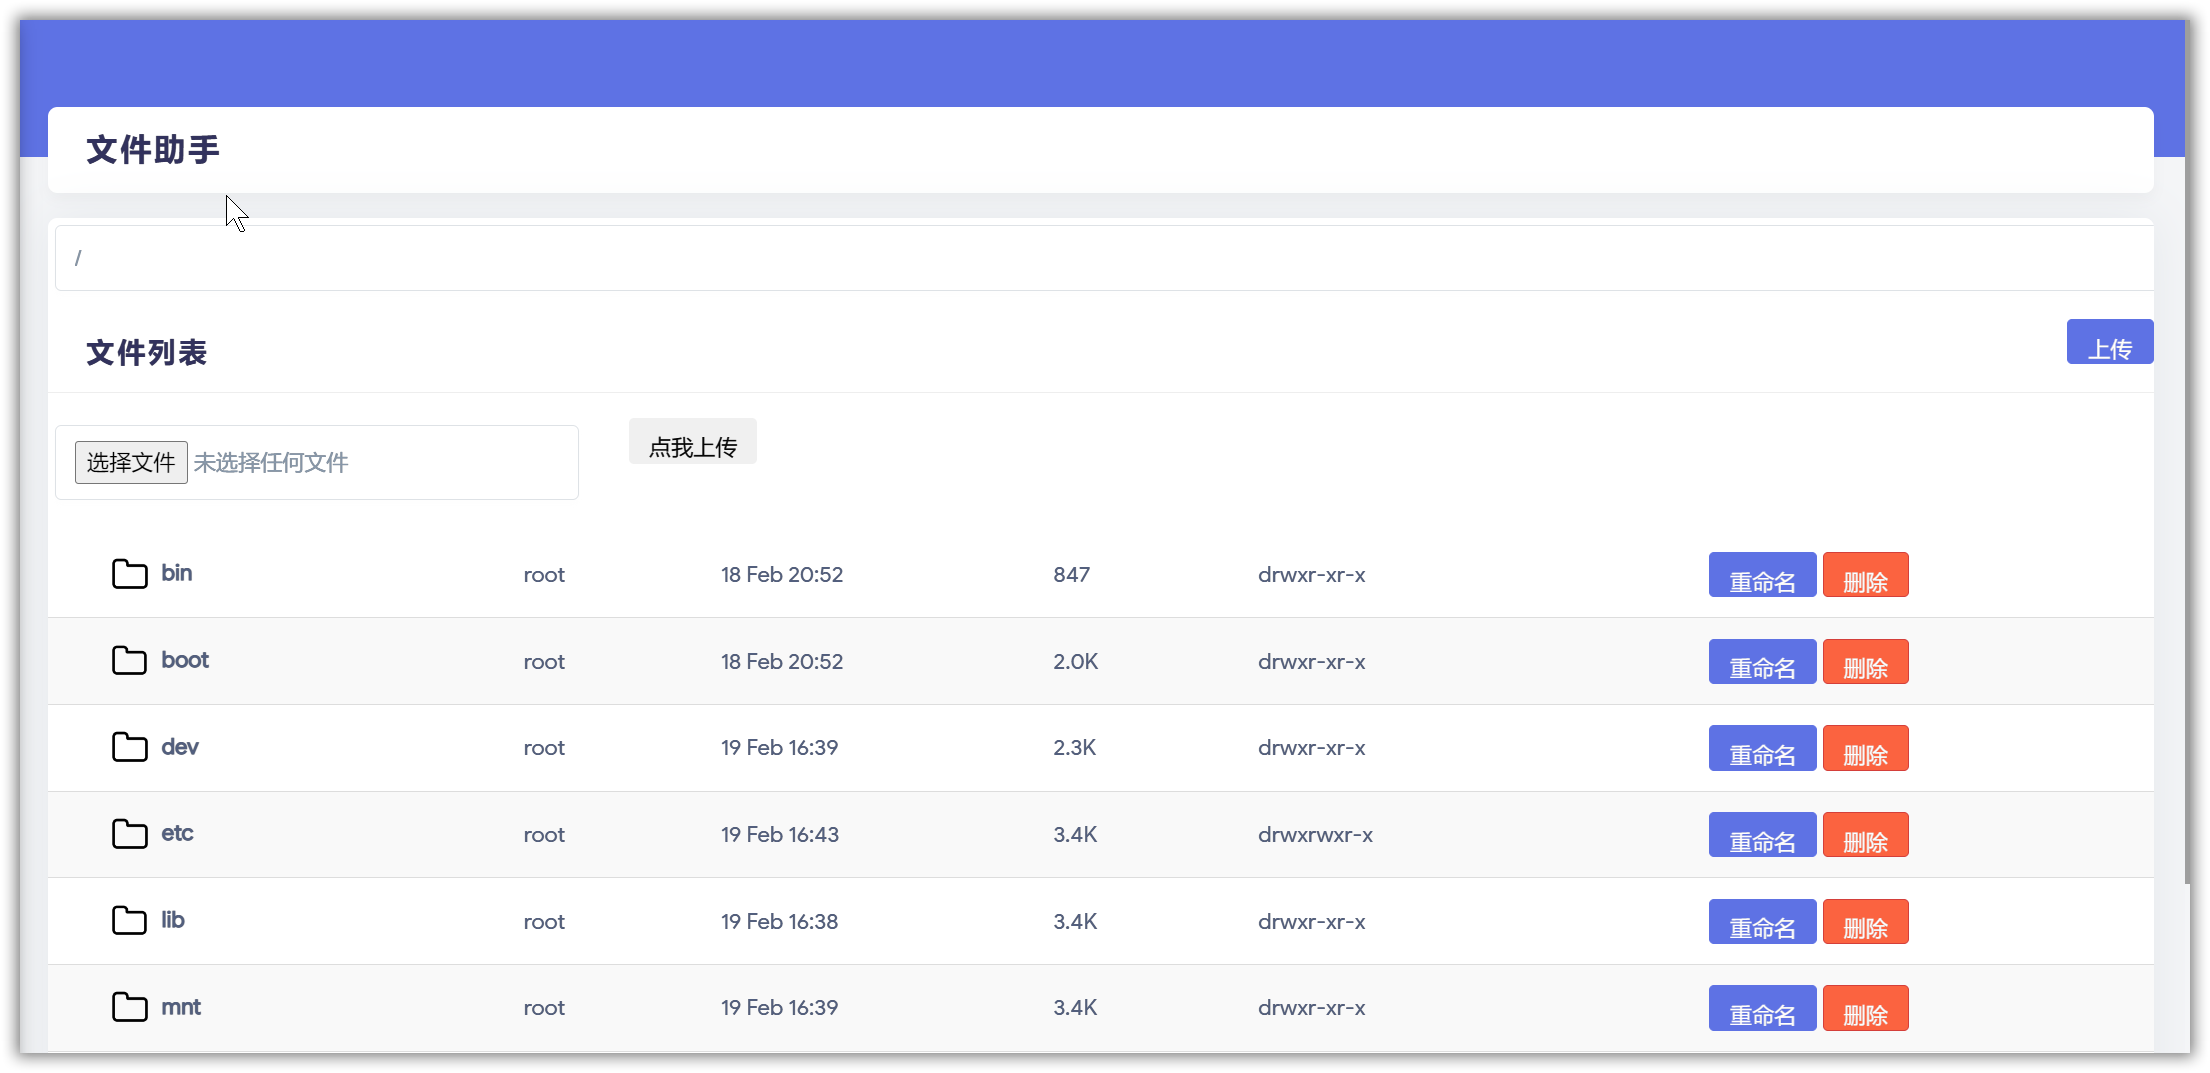 文件助手
/
文件列表 上传
选择文件 未选择任何文件 点我上传
bin root 18 Feb 20:52 847 drwxr-xr-x 重命名 删除
boot root 18 Feb 20:52 2.0K drwxr-xr-x 重命名 删除
dev root 19 Feb 16:39 2.3K drwxr-xr-x 重命名 删除
etc root 19 Feb 16:43 3.4K drwxrwxr-x 重命名 删除
lib root 19 Feb 16:38 3.4K drwxr-xr-x 重命名 删除
mnt root 19 Feb 16:39 3.4K drwxr-xr-x 重命名 删除